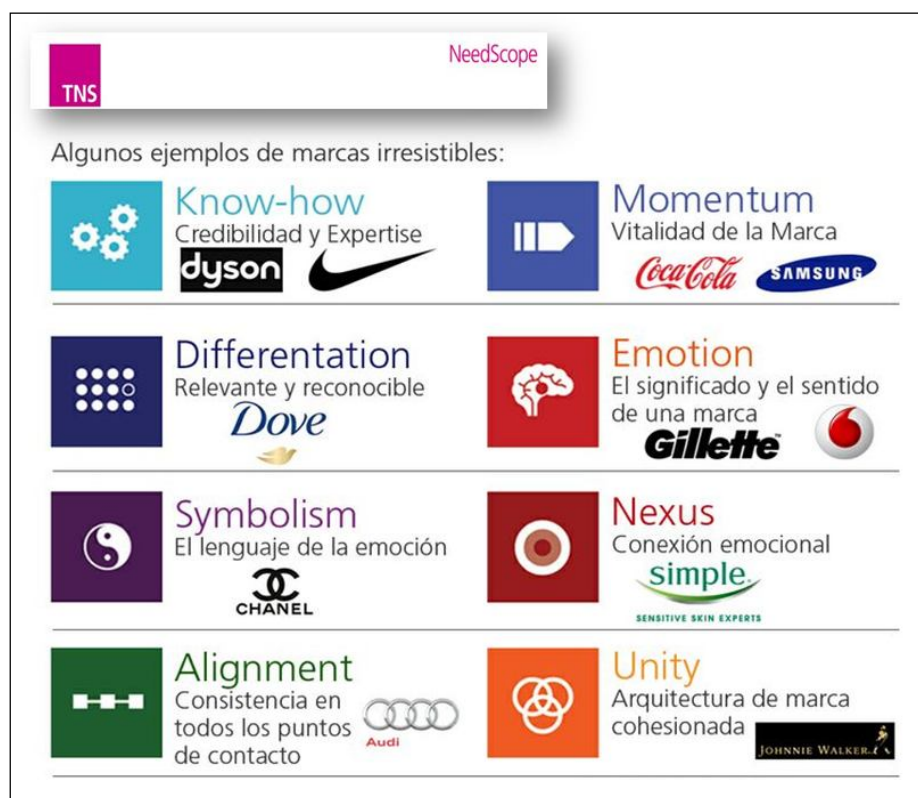 TNS
NeedScope
Algunos ejemplos de marcas irresistibles:
Know-how
Credibilidad y Expertise
dyson
Momentum
Vitalidad de la Marca
Coca-Cola
SAMSUNG
Differentation
Relevante y reconocible
Dove
Emotion
El significado y el sentido
de una marca
Gillette
Symbolism
El lenguaje de la emoción
CHANEL
Nexus
Conexión emocional
simple
SENSITIVE SKIN EXPERTS
Alignment
Consistencia en
todos los puntos
de contacto
Audi
Unity
Arquitectura de marca
cohesionada
JOHNNIE WALKER